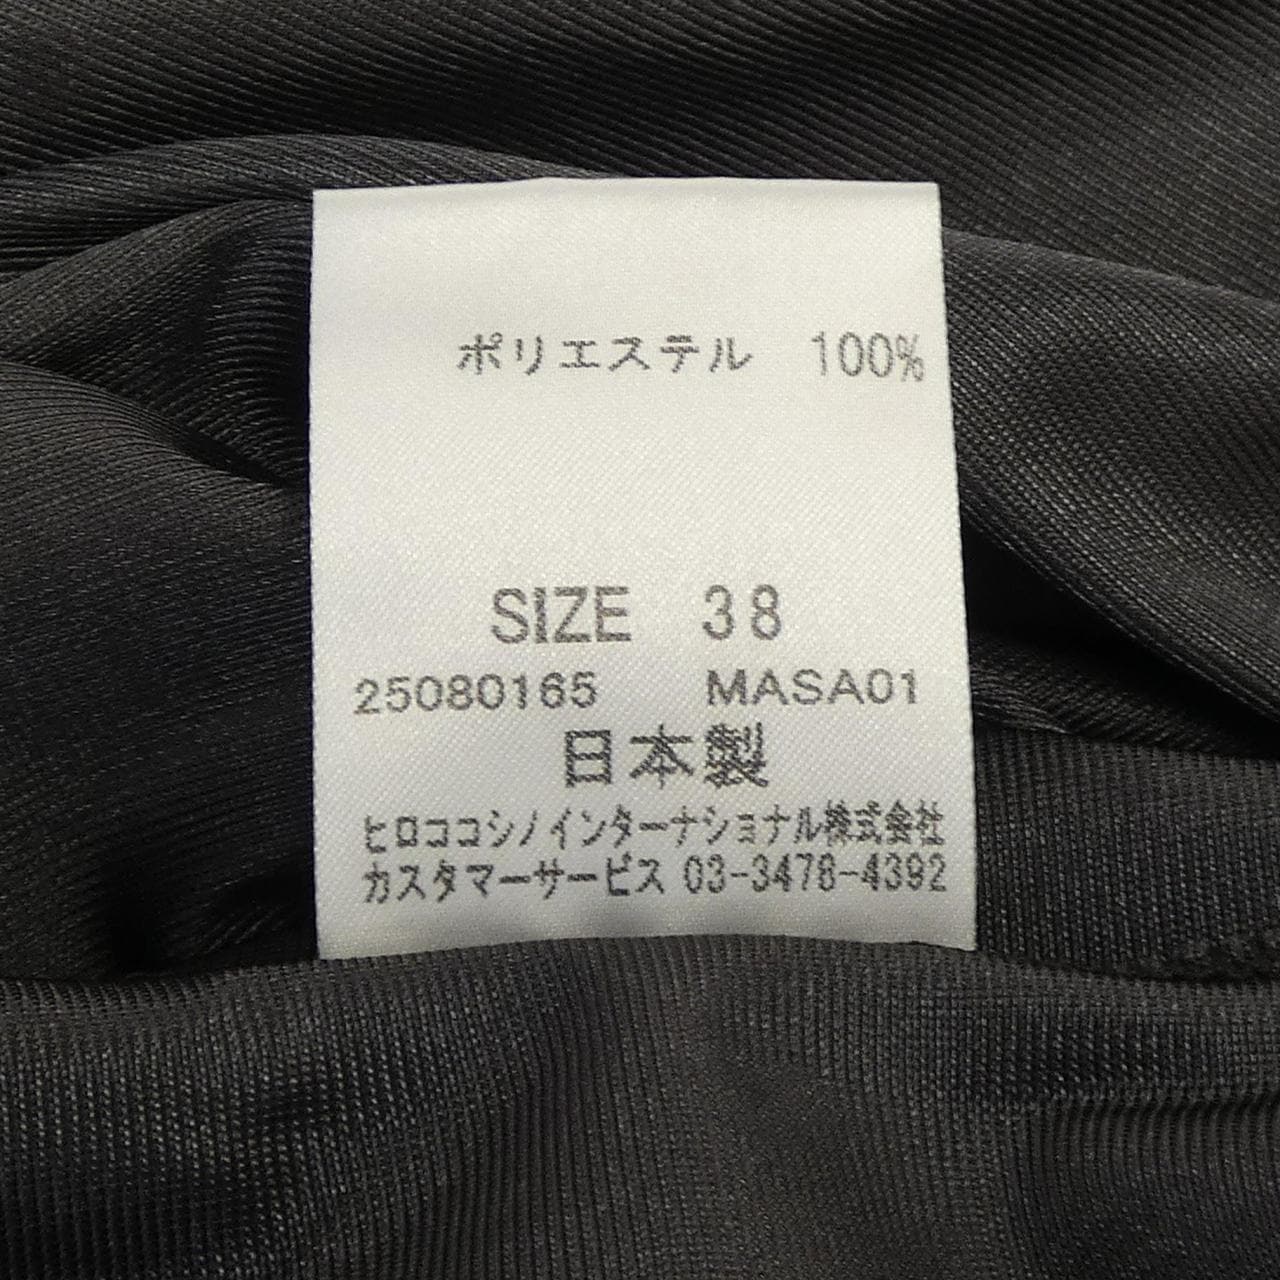 ポリエステル 100%
SIZE 38
25080165 MASA01
日本製
ヒロココシノインターナショナル株式会社
カスタマーサービス 03-3478-4392